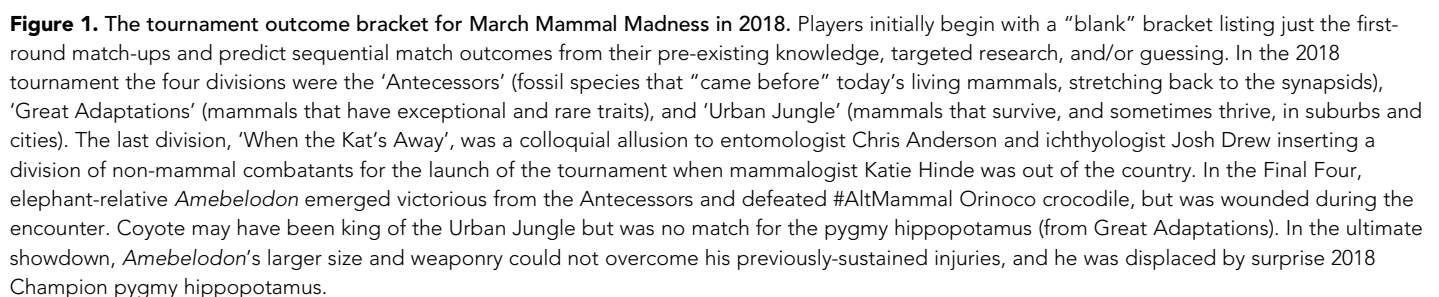 Figure 1. The tournament outcome bracket for March Mammal Madness in 2018. Players initially begin with a “blank” bracket listing just the first-
round match-ups and predict sequential match outcomes from their pre-existing knowledge, targeted research, and/or guessing. In the 2018
tournament the four divisions were the ‘Antecessors’ (fossil species that “came before” today’s living mammals, stretching back to the synapsids),
‘Great Adaptations’ (mammals that have exceptional and rare traits), and ‘Urban Jungle’ (mammals that survive, and sometimes thrive, in suburbs and
cities). The last division, ‘When the Kat’s Away’, was a colloquial allusion to entomologist Chris Anderson and ichthyologist Josh Drew inserting a
division of non-mammal combatants for the launch of the tournament when mammalogist Katie Hinde was out of the country. In the Final Four,
elephant-relative Amebelodon emerged victorious from the Antecessors and defeated #AltMammal Orinoco crocodile, but was wounded during the
encounter. Coyote may have been king of the Urban Jungle but was no match for the pygmy hippopotamus (from Great Adaptations). In the ultimate
showdown, Amebelodon’s larger size and weaponry could not overcome his previously-sustained injuries, and he was displaced by surprise 2018
Champion pygmy hippopotamus.